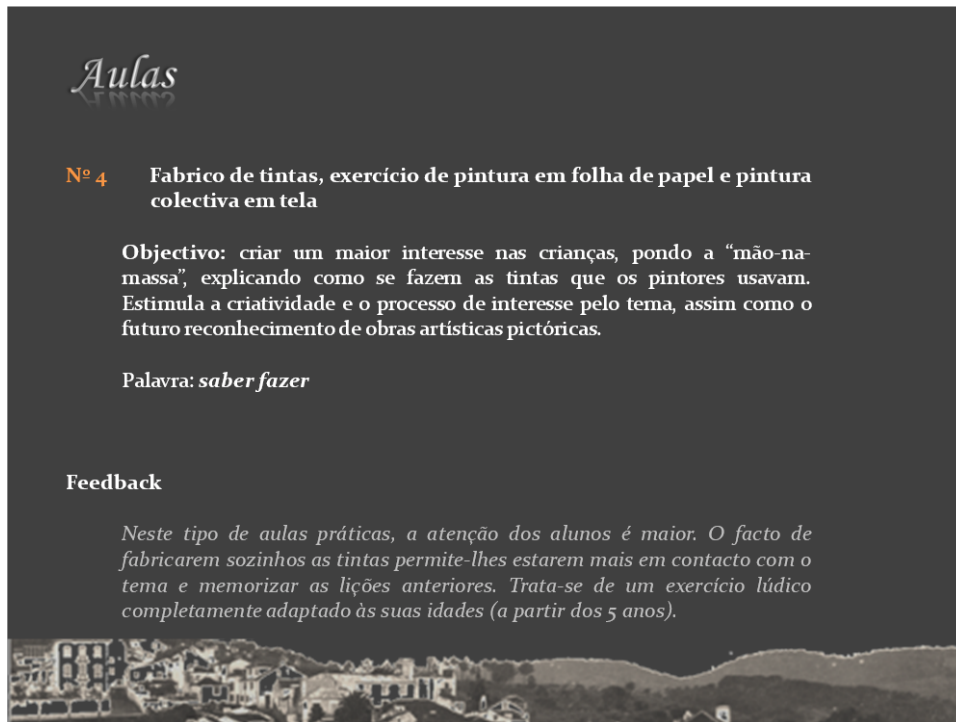 Aulas
Nº 4 Fabrico de tintas, exercício de pintura em folha de papel e pintura
colectiva em tela
Objectivo: criar um maior interesse nas crianças, pondo a “mão-na-
massa”, explicando como se fazem as tintas que os pintores usavam.
Estimula a criatividade e o processo de interesse pelo tema, assim como o
futuro reconhecimento de obras artísticas pictóricas.
Palavra: saber fazer
Feedback
Neste tipo de aulas práticas, a atenção dos alunos é maior. O facto de
fabricarem sozinhos as tintas permite-lhes estarem mais em contacto com o
tema e memorizar as lições anteriores. Trata-se de um exercício lúdico
completamente adaptado às suas idades (a partir dos 5 anos).